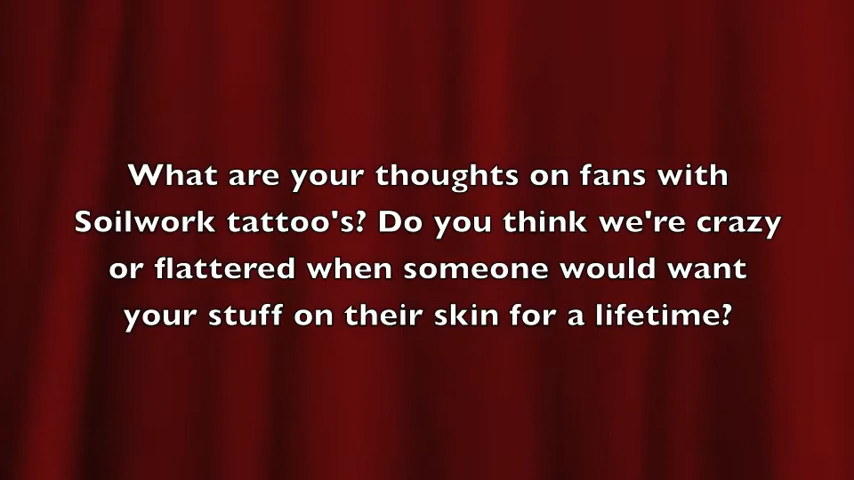 What are your thoughts on fans with
Soilwork tattoo's? Do you think we're crazy
or flattered when someone would want
your stuff on their skin for a lifetime?